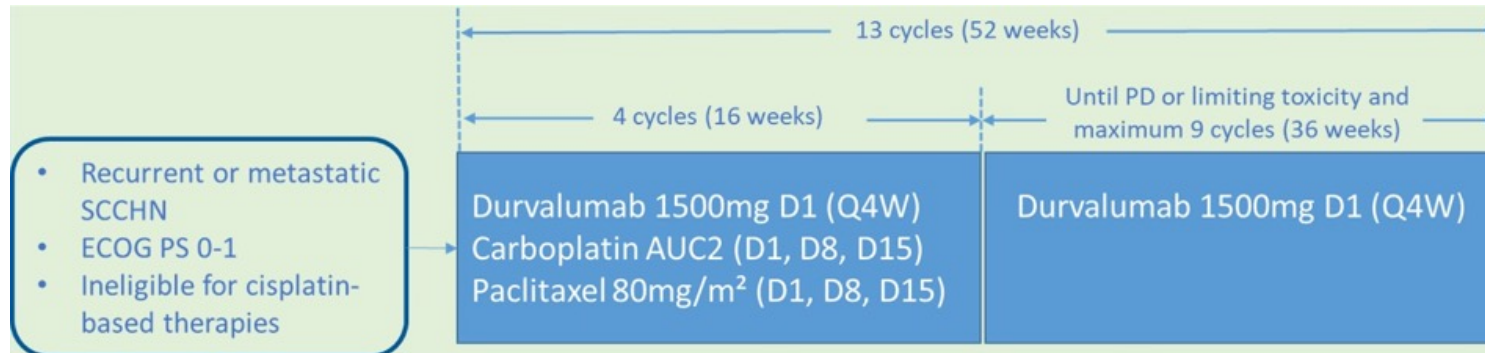 13 cycles (52 weeks)
4 cycles (16 weeks)
Until PD or limiting toxicity and
maximum 9 cycles (36 weeks)
• Recurrent or metastatic
SCCHN
• ECOG PS 0-1
• Ineligible for cisplatin-
based therapies
Durvalumab 1500mg D1 (Q4W)
Carboplatin AUC2 (D1, D8, D15)
Paclitaxel 80mg/m² (D1, D8, D15)
Durvalumab 1500mg D1 (Q4W)